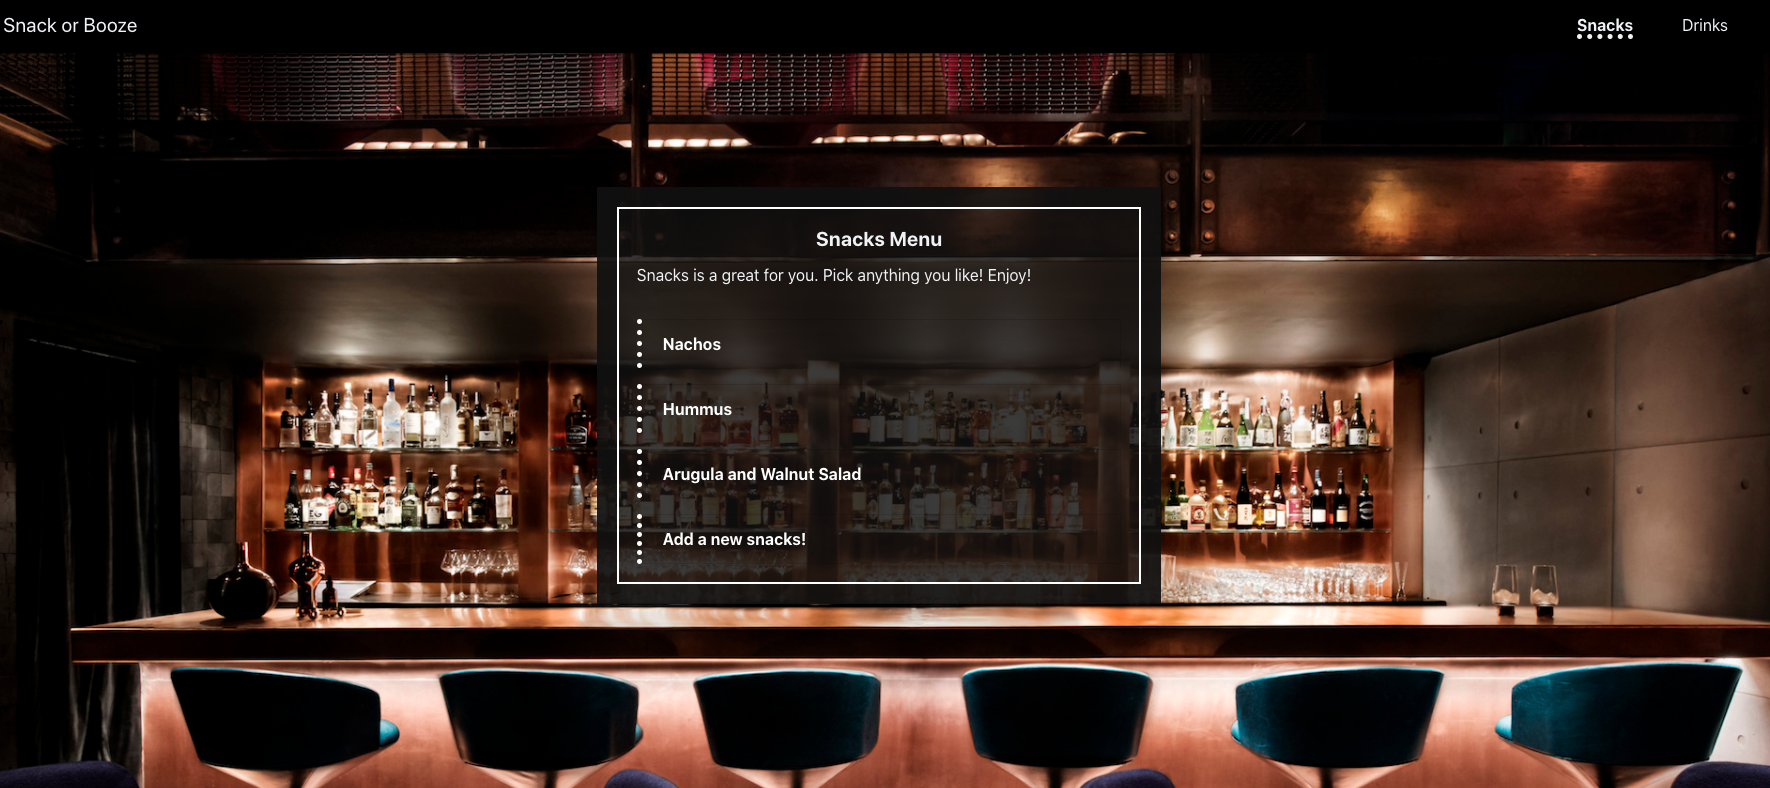 Snack or Booze
Snacks
Drinks
Snacks Menu
Snacks is a great for you. Pick anything you like! Enjoy!
Nachos
Hummus
Arugula and Walnut Salad
Add a new snacks!